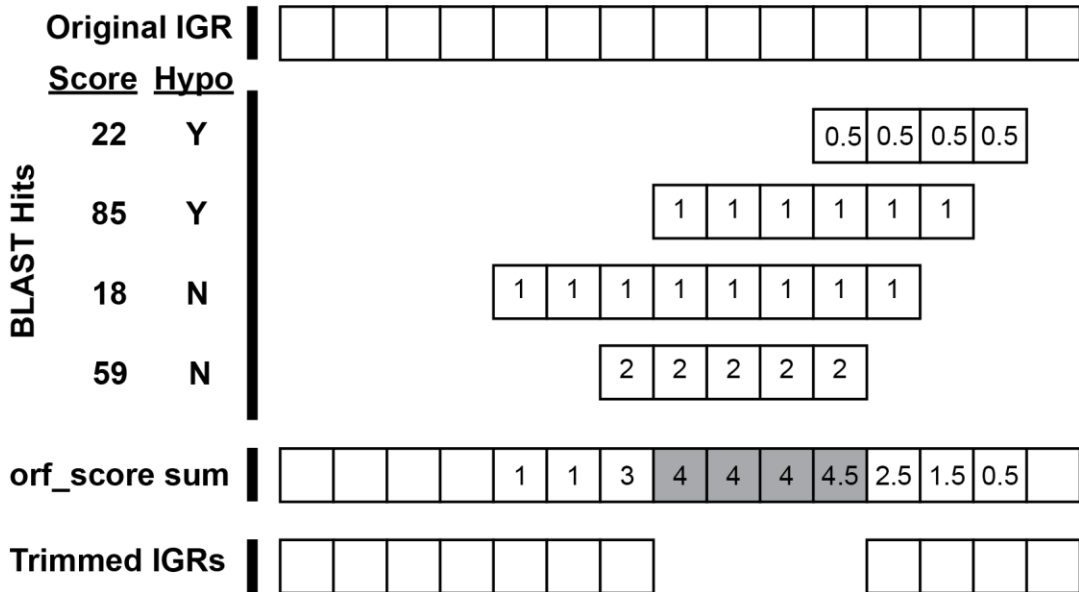 Original IGR
Score Hypo
BLAST Hits
22 Y 0.5 0.5 0.5 0.5
85 Y 1 1 1 1 1 1
18 N 1 1 1 1 1 1 1 1
59 N 2 2 2 2 2
orf_score sum 1 1 3 4 4 4 4.5 2.5 1.5 0.5
Trimmed IGRs